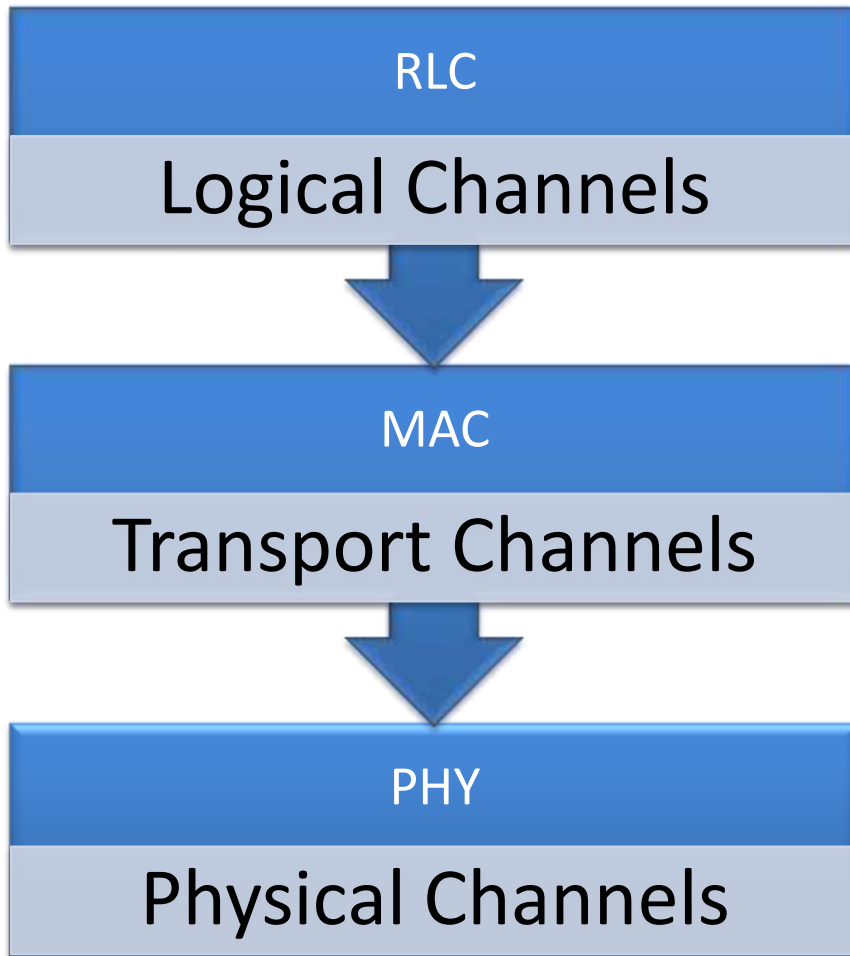 RLC
Logical Channels
MAC
Transport Channels
PHY
Physical Channels